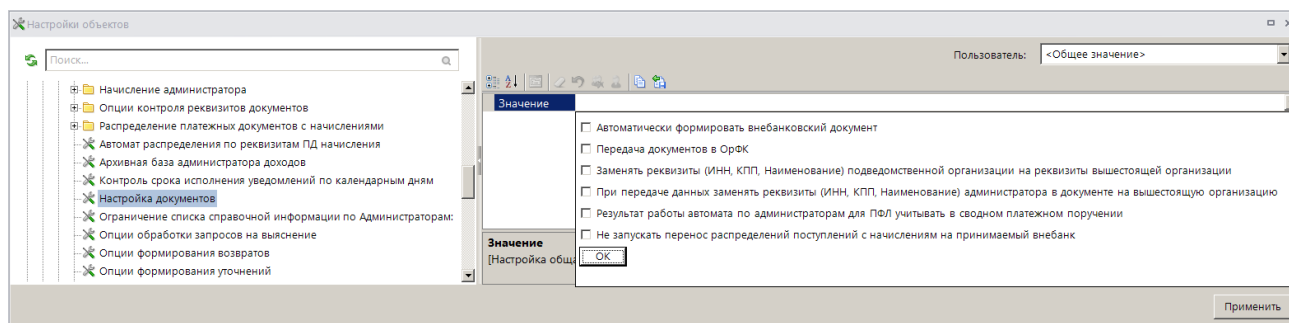 Настройки объектов
Поиск...
Пользователь: <Общее значение>
Начисление администратора
Опции контроля реквизитов документов
Распределение платежных документов с начислениями
Автомат распределения по реквизитам ПД начисления
Архивная база администратора доходов
Контроль срока исполнения уведомлений по календарным дням
Настройка документов
Ограничение списка справочной информации по Администраторам:
Опции обработки запросов на выяснение
Опции формирования возвратов
Опции формирования уточнений
Значение
Автоматически формировать внебанковский документ
Передача документов в ОрФК
Заменять реквизиты (ИНН, КПП, Наименование) подведомственной организации на реквизиты вышестоящей организации
При передаче данных заменять реквизиты (ИНН, КПП, Наименование) администратора в документе на вышестоящую организацию
Результат работы автомата по администраторам для ПФЛ учитывать в сводном платежном поручении
Не запускать перенос распределений поступлений с начислениям на принимаемый внебанк
OK
Значение
[Настройка обща
Применить